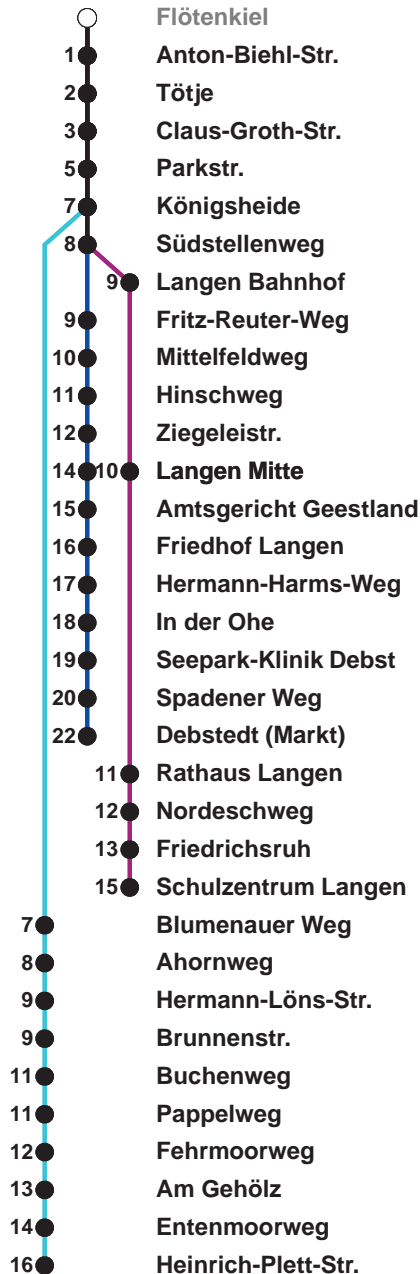 Flötenkiel
1 Anton-Biehl-Str.
2 Tötje
3 Claus-Groth-Str.
5 Parkstr.
7 Königsheide
8 Südstellenweg
9 Langen Bahnhof
9 Fritz-Reuter-Weg
10 Mittelfeldweg
11 Hinschweg
12 Ziegeleistr.
14 10 Langen Mitte
15 Amtsgericht Geestland
16 Friedhof Langen
17 Hermann-Harms-Weg
18 In der Ohe
19 Seepark-Klinik Debst
20 Spadener Weg
22 Debstedt (Markt)
11 Rathaus Langen
12 Nordeschweg
13 Friedrichsruh
15 Schulzentrum Langen
7 Blumenauer Weg
8 Ahornweg
9 Hermann-Löns-Str.
9 Brunnenstr.
11 Buchenweg
11 Pappelweg
12 Fehrmoorweg
13 Am Gehölz
14 Entenmoorweg
16 Heinrich-Plett-Str.